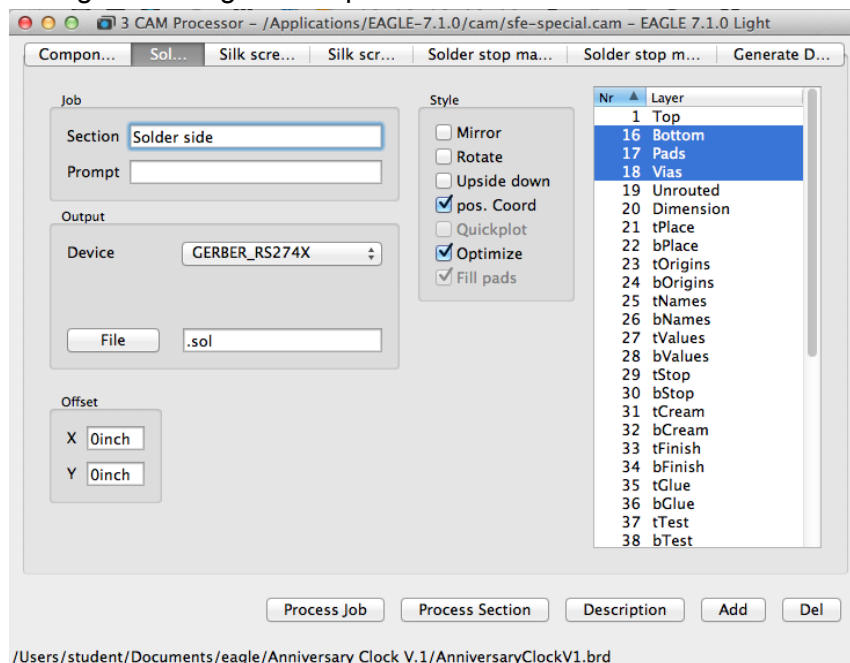 3 CAM Processor – /Applications/EAGLE-7.1.0/cam/sfe-special.cam – EAGLE 7.1.0 Light
Compon... Sol... Silk scre... Silk scr... Solder stop ma... Solder stop m... Generate D...
Job
Section Solder side
Prompt
Output
Device GERBER_RS274X
File .sol
Offset
X 0inch
Y 0inch
Style
Mirror
Rotate
Upside down
pos. Coord
Quickplot
Optimize
Fill pads
Nr Layer
1 Top
16 Bottom
17 Pads
18 Vias
19 Unrouted
20 Dimension
21 tPlace
22 bPlace
23 tOrigins
24 bOrigins
25 tNames
26 bNames
27 tValues
28 bValues
29 tStop
30 bStop
31 tCream
32 bCream
33 tFinish
34 bFinish
35 tGlue
36 bGlue
37 tTest
38 bTest
Process Job Process Section Description Add Del
/Users/student/Documents/eagle/Anniversary Clock V.1/AnniversaryClockV1.brd